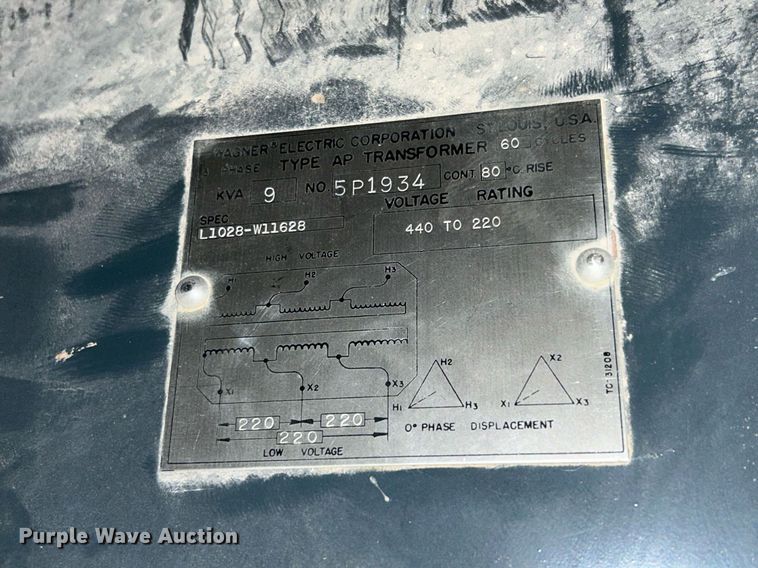 WAGNER ELECTRIC CORPORATION ST. LOUIS, U.S.A.
PHASE TYPE AP TRANSFORMER 60 CYCLES
KVA 9 NO. 5P1934 CONT. 80 °C. RISE
SPEC. VOLTAGE RATING
L1028-W11628 440 TO 220
HIGH VOLTAGE
H1 H2 H3
X1 X2 X3
220 220
220
LOW VOLTAGE
H2 X2
H1 H3 X1 X3
0° PHASE DISPLACEMENT
TC 31208
Purple Wave Auction